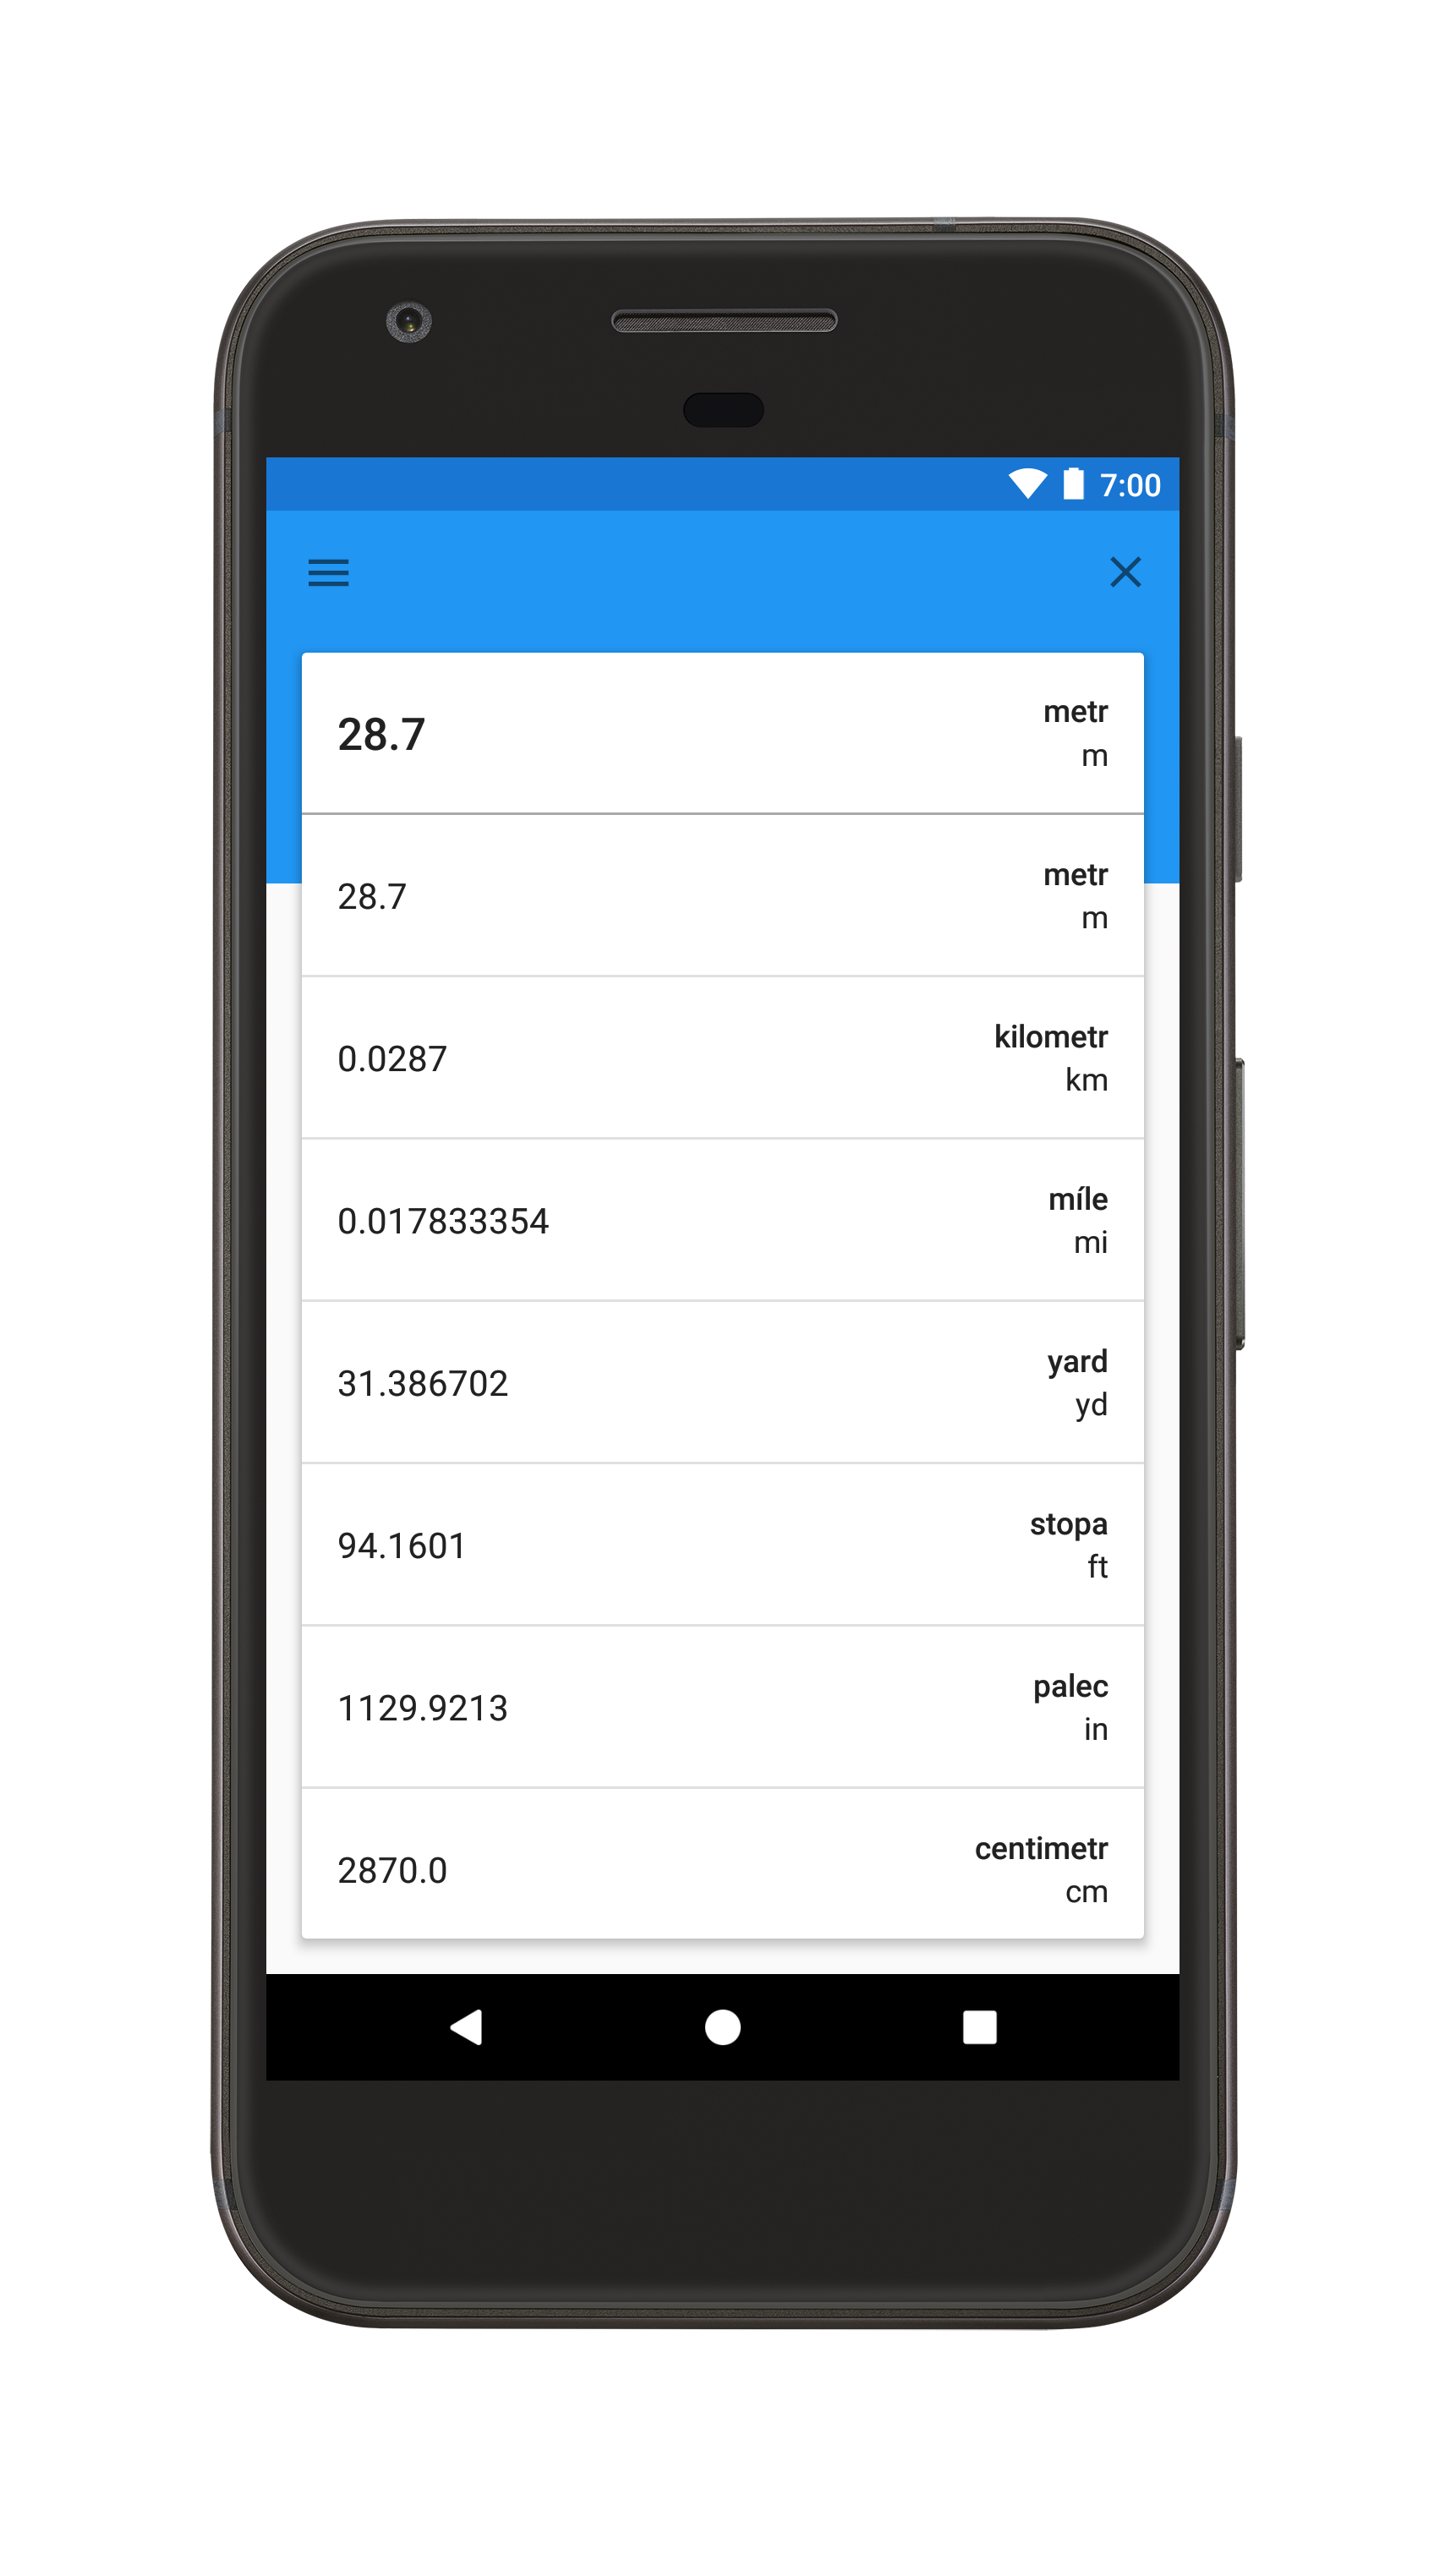 7:00
28.7
metr
m
28.7
metr
m
0.0287
kilometr
km
0.017833354
míle
mi
31.386702
yard
yd
94.1601
stopa
ft
1129.9213
palec
in
2870.0
centimetr
cm